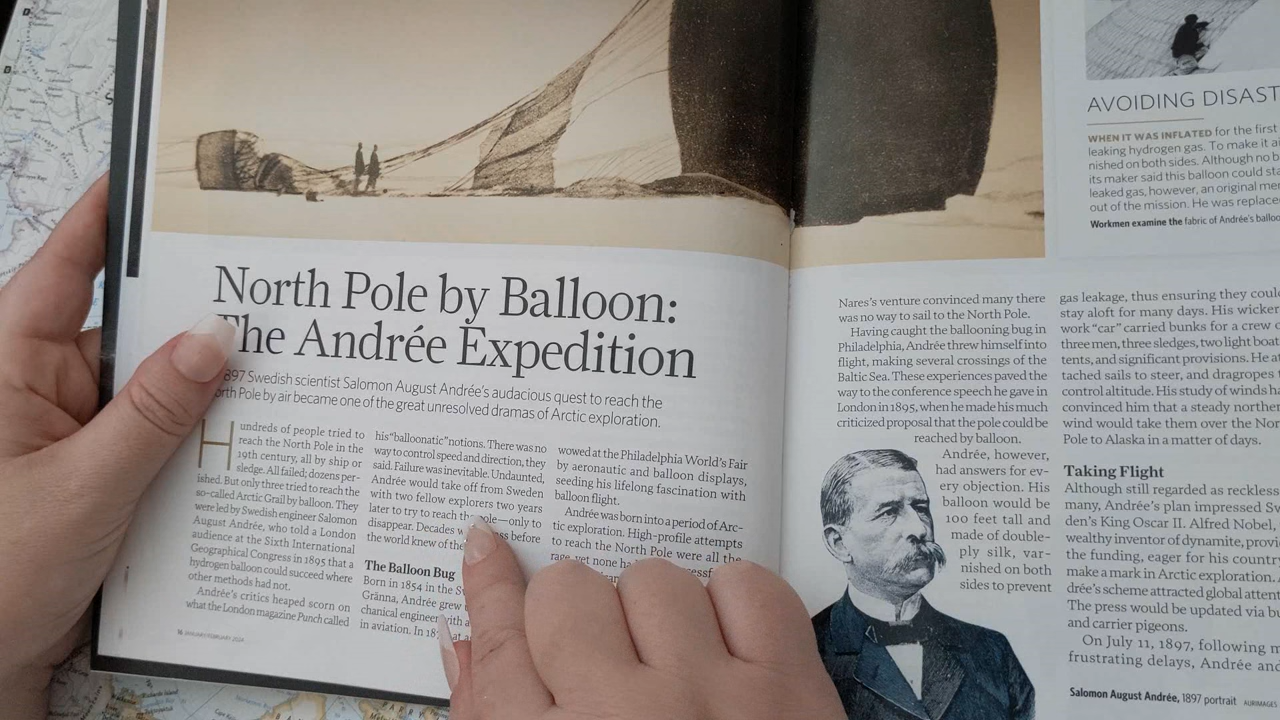 North Pole by Balloon:
The Andrée Expedition
897 Swedish scientist Salomon August Andrée's audacious quest to reach the
orth Pole by air became one of the great unresolved dramas of Arctic exploration.
Hundreds of people tried to
reach the North Pole in the
19th century, all by ship or
sledge. All failed; dozens per-
ished. But only three tried to reach the
so-called Arctic Grail by balloon. They
were led by Swedish engineer Salomon
August Andrée, who told a London
audience at the Sixth International
Geographical Congress in 1895 that a
hydrogen balloon could succeed where
other methods had not.
Andrée's critics heaped scorn on
what the London magazine Punch called
his "balloonatic" notions. There was no
way to control speed and direction, they
said. Failure was inevitable. Undaunted,
Andrée would take off from Sweden
with two fellow explorers two years
later to try to reach the pole—only to
disappear. Decades w ss before
the world knew of the
The Balloon Bug
Born in 1854 in the S
Gränna, Andrée grew
chanical engineer with a
in aviation. In 18 at a
wowed at the Philadelphia World's Fair
by aeronautic and balloon displays,
seeding his lifelong fascination with
balloon flight.
Andrée was born into a period of Arc-
tic exploration. High-profile attempts
to reach the North Pole were all the
rage, yet none ha
16 JANUARY/FEBRUARY 2024
Nares's venture convinced many there
was no way to sail to the North Pole.
Having caught the ballooning bug in
Philadelphia, Andrée threw himself into
flight, making several crossings of the
Baltic Sea. These experiences paved the
way to the conference speech he gave in
London in 1895, when he made his much
criticized proposal that the pole could be
reached by balloon.
Andrée, however,
had answers for ev-
ery objection. His
balloon would be
100 feet tall and
made of double-
ply silk, var-
nished on both
sides to prevent
gas leakage, thus ensuring they coul
stay aloft for many days. His wicker
work "car" carried bunks for a crew o
three men, three sledges, two light boat
tents, and significant provisions. He at
tached sails to steer, and dragropes t
control altitude. His study of winds ha
convinced him that a steady norther
wind would take them over the Nor
Pole to Alaska in a matter of days.
Taking Flight
Although still regarded as reckless
many, Andrée's plan impressed Sw
den's King Oscar II. Alfred Nobel,
wealthy inventor of dynamite, provi
the funding, eager for his country
make a mark in Arctic exploration. A
drée's scheme attracted global attent
The press would be updated via bu
and carrier pigeons.
On July 11, 1897, following m
frustrating delays, Andrée and
Salomon August Andrée, 1897 portrait AURIMAGES
AVOIDING DISAST
WHEN IT WAS INFLATED for the first
leaking hydrogen gas. To make it ai
nished on both sides. Although no b
its maker said this balloon could sta
leaked gas, however, an original me
out of the mission. He was replace
Workmen examine the fabric of Andrée's balloo